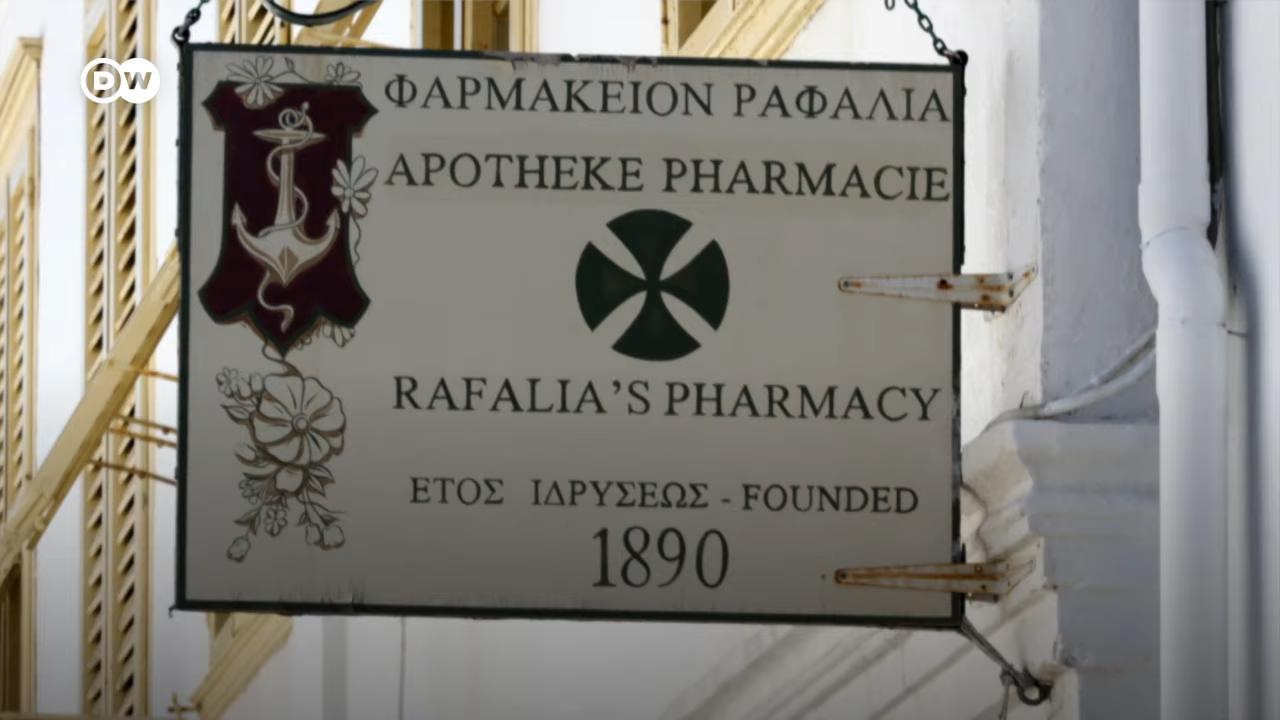 DW
ΦΑΡΜΑΚΕΙΟΝ ΡΑΦΑΛΙΑ
APOTHEKE PHARMACIE
RAFALIA'S PHARMACY
ΕΤΟΣ ΙΔΡΥΣΕΩΣ - FOUNDED
1890